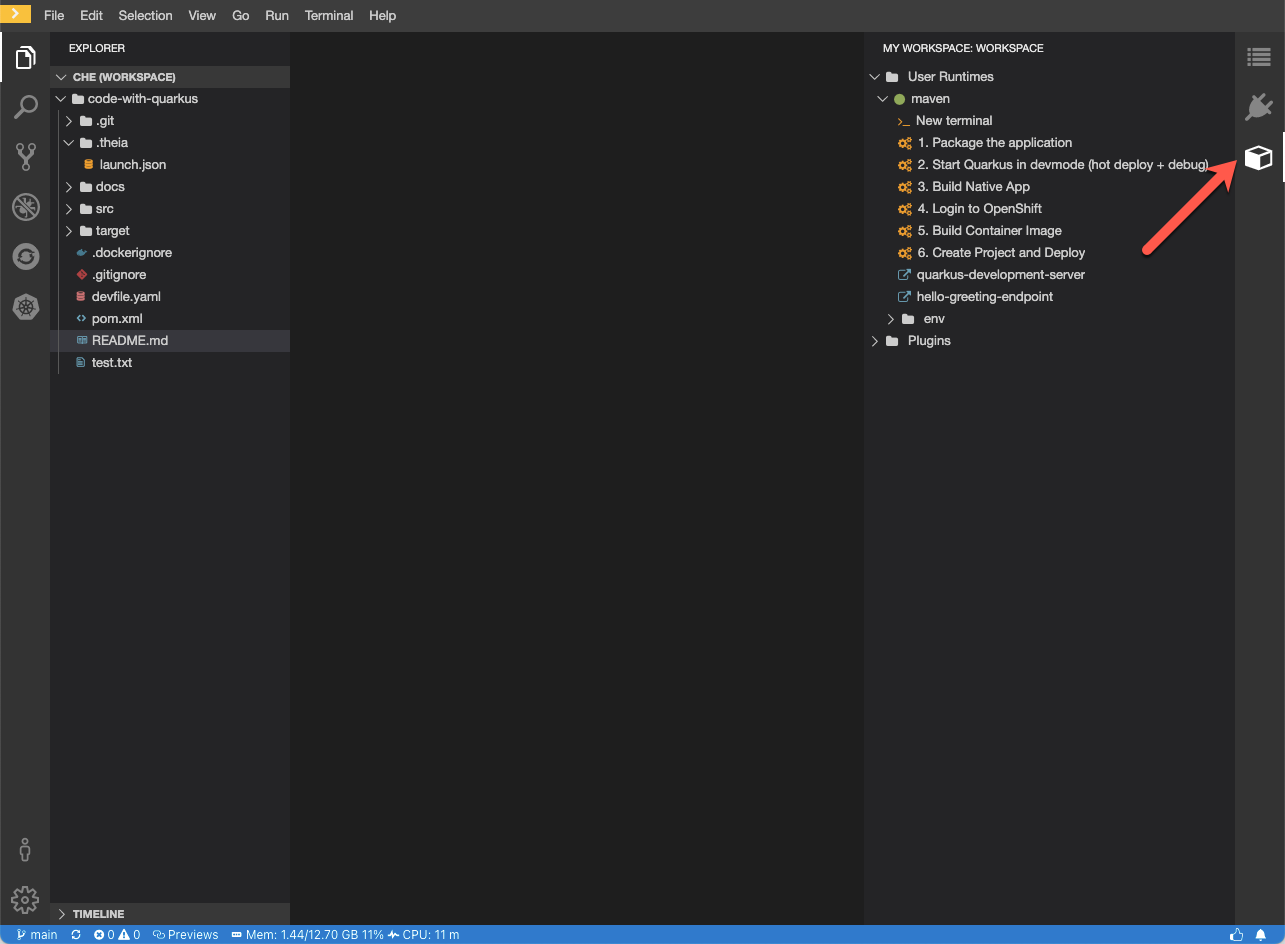 File Edit Selection View Go Run Terminal Help
EXPLORER
CHE (WORKSPACE)
code-with-quarkus
.git
.theia
launch.json
docs
src
target
.dockerignore
.gitignore
devfile.yaml
pom.xml
README.md
test.txt
TIMELINE
MY WORKSPACE: WORKSPACE
User Runtimes
maven
New terminal
1. Package the application
2. Start Quarkus in devmode (hot deploy + debug)
3. Build Native App
4. Login to OpenShift
5. Build Container Image
6. Create Project and Deploy
quarkus-development-server
hello-greeting-endpoint
env
Plugins
main 0 0 Previews Mem: 1.44/12.70 GB 11% CPU: 11 m